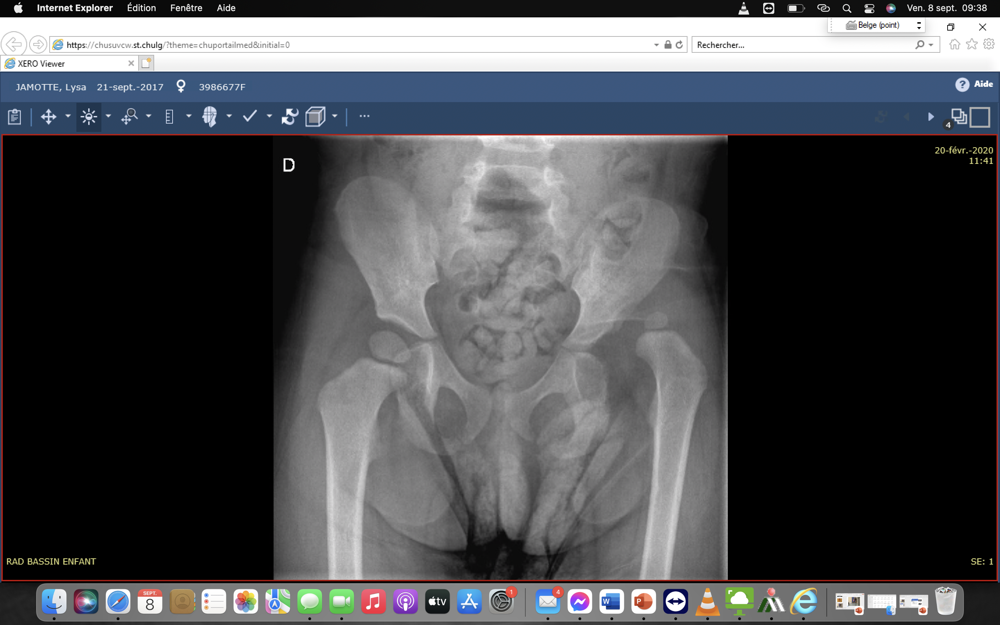 Internet Explorer Édition Fenêtre Aide Ven. 8 sept. 09:38
Belge (point)
https://chusuvcw.st.chulg/?theme=chuportailmed&initial=0 Rechercher...
XERO Viewer
JAMOTTE, Lysa 21-sept.-2017 3986677F ? Aide
4
20-févr.-2020
D
11:41
RAD BASSIN ENFANT SE: 1
SEPT.
8
tv
1
4
W
P